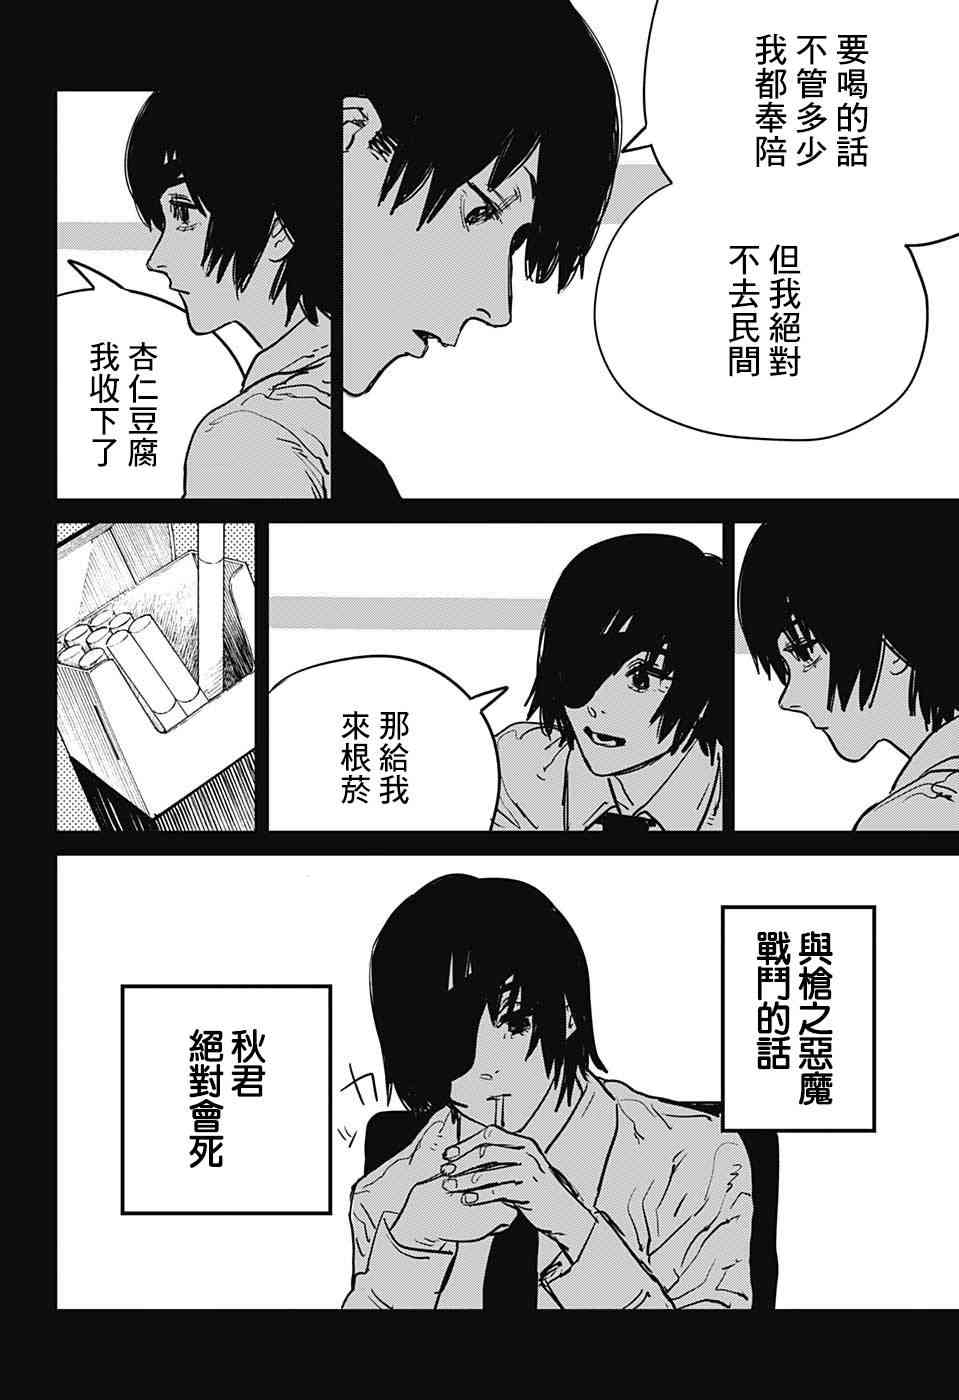 要喝的話
不管多少
我都奉陪
但我絕對
不去民間
杏仁豆腐
我收下了
那給我
來根菸
與槍之惡魔
戰鬥的話
カ
秋君
絕對會死